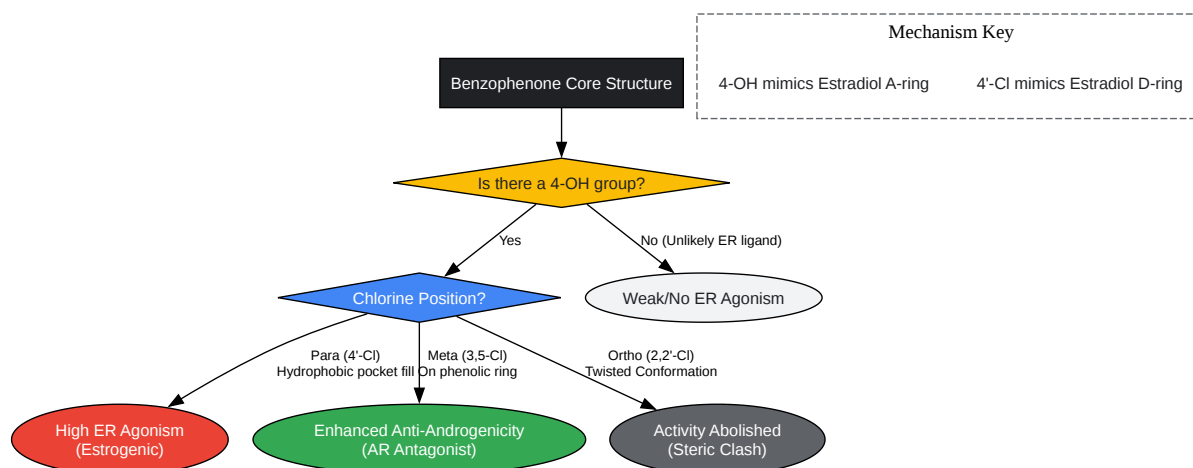 Mechanism Key
Benzophenone Core Structure
4-OH mimics Estradiol A-ring
4'-Cl mimics Estradiol D-ring
Is there a 4-OH group?
Yes
No (Unlikely ER ligand)
Chlorine Position?
Weak/No ER Agonism
Para (4'-Cl)
Hydrophobic pocket fill
Meta (3,5-Cl)
On phenolic ring
Ortho (2,2'-Cl)
Twisted Conformation
High ER Agonism
(Estrogenic)
Enhanced Anti-Androgenicity
(AR Antagonist)
Activity Abolished
(Steric Clash)